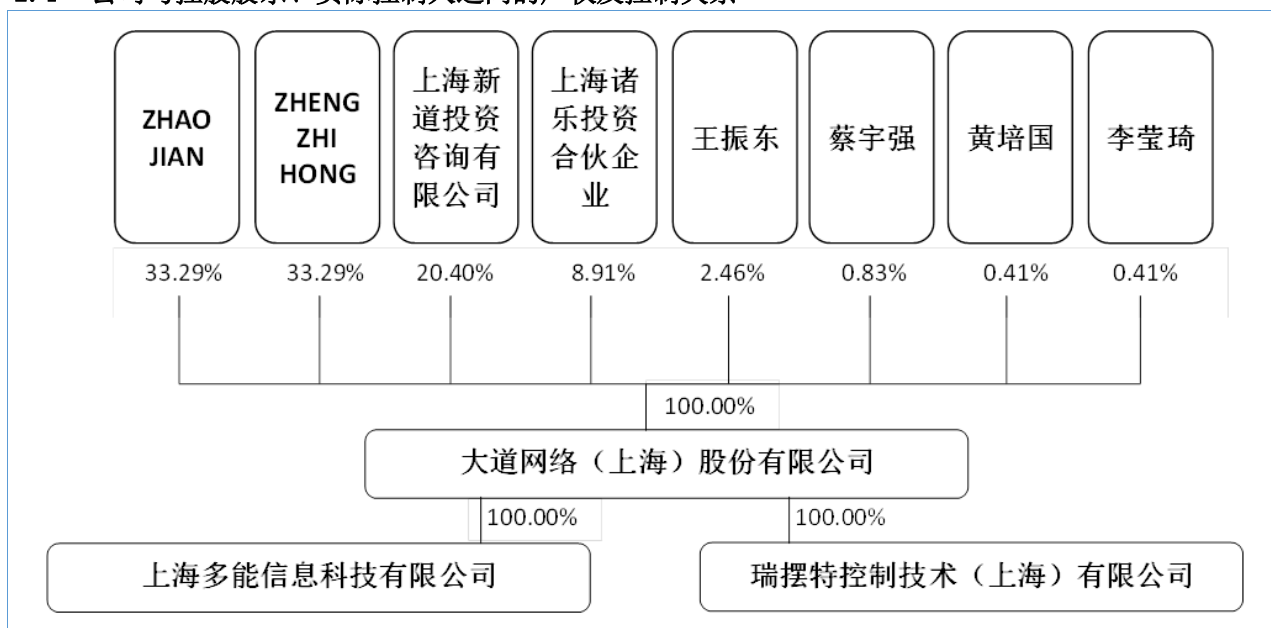 ZHAO
JIAN
ZHENG
ZHI
HONG
上海新
道投资
咨询有
限公司
上海诸
乐投资
合伙企
业
王振东
蔡宇强
黄培国
李莹琦
33.29%
33.29%
20.40%
8.91%
2.46%
0.83%
0.41%
0.41%
100.00%
大道网络（上海）股份有限公司
100.00%
100.00%
上海多能信息科技有限公司
瑞摆特控制技术（上海）有限公司